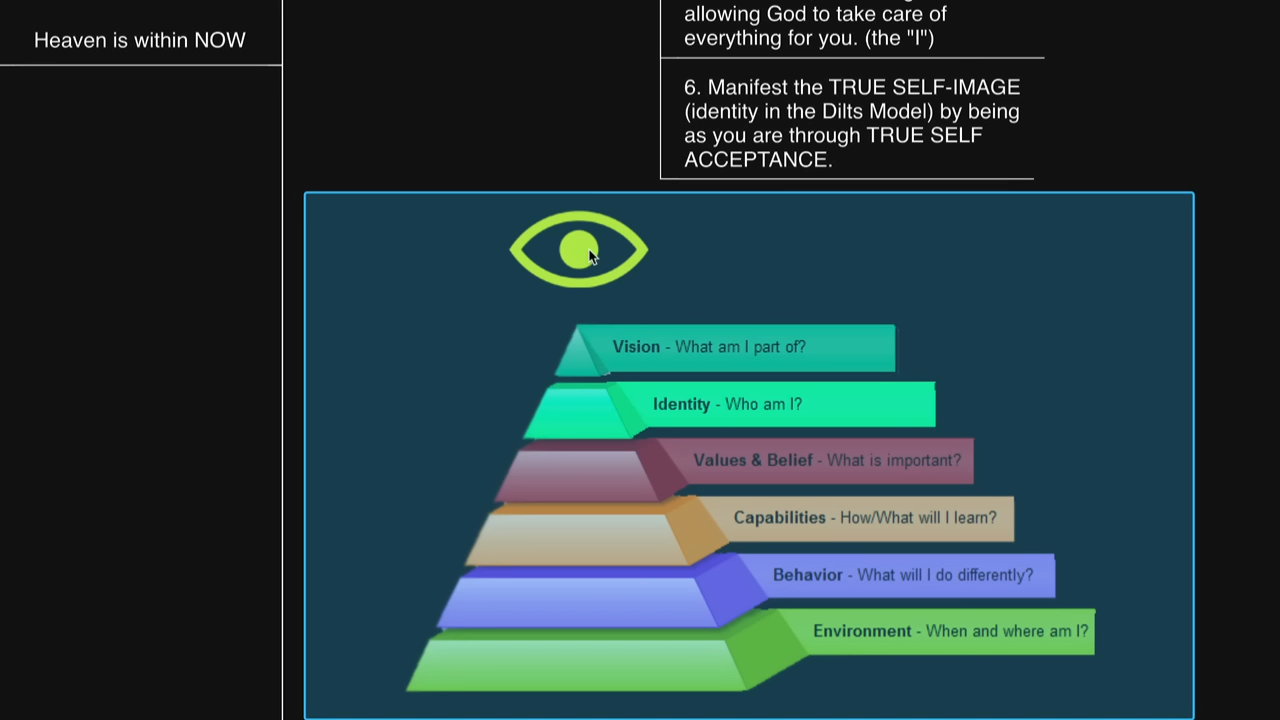 Heaven is within NOW
allowing God to take care of
everything for you. (the "I")
6. Manifest the TRUE SELF-IMAGE
(identity in the Dilts Model) by being
as you are through TRUE SELF
ACCEPTANCE.
Vision - What am I part of?
Identity - Who am I?
Values & Belief - What is important?
Capabilities - How/What will I learn?
Behavior - What will I do differently?
Environment - When and where am I?